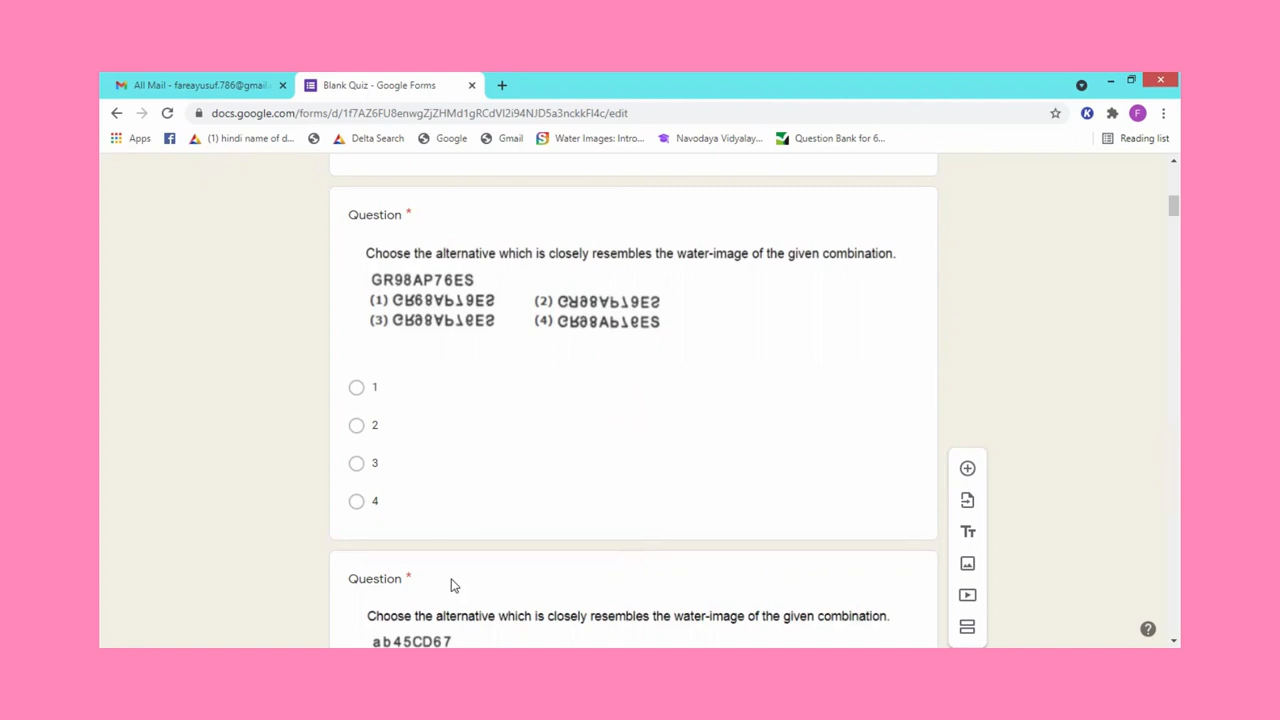 All Mail - fareayusuf.786@gmail.
Blank Quiz - Google Forms
docs.google.com/forms/d/1f7AZ6FU8enwgZjZHMd1gRCdVI2i94NJD5a3nckkFI4c/edit
Apps
(1) hindi name of d...
Delta Search
Google
Gmail
Water Images: Intro...
Navodaya Vidyalay...
Question Bank for 6...
Reading list
F
Question *
Choose the alternative which is closely resembles the water-image of the given combination.
GR98AP76ES
(1)
(2)
(3)
(4)
1
2
3
4
Question *
Choose the alternative which is closely resembles the water-image of the given combination.
ab45CD67
Tt